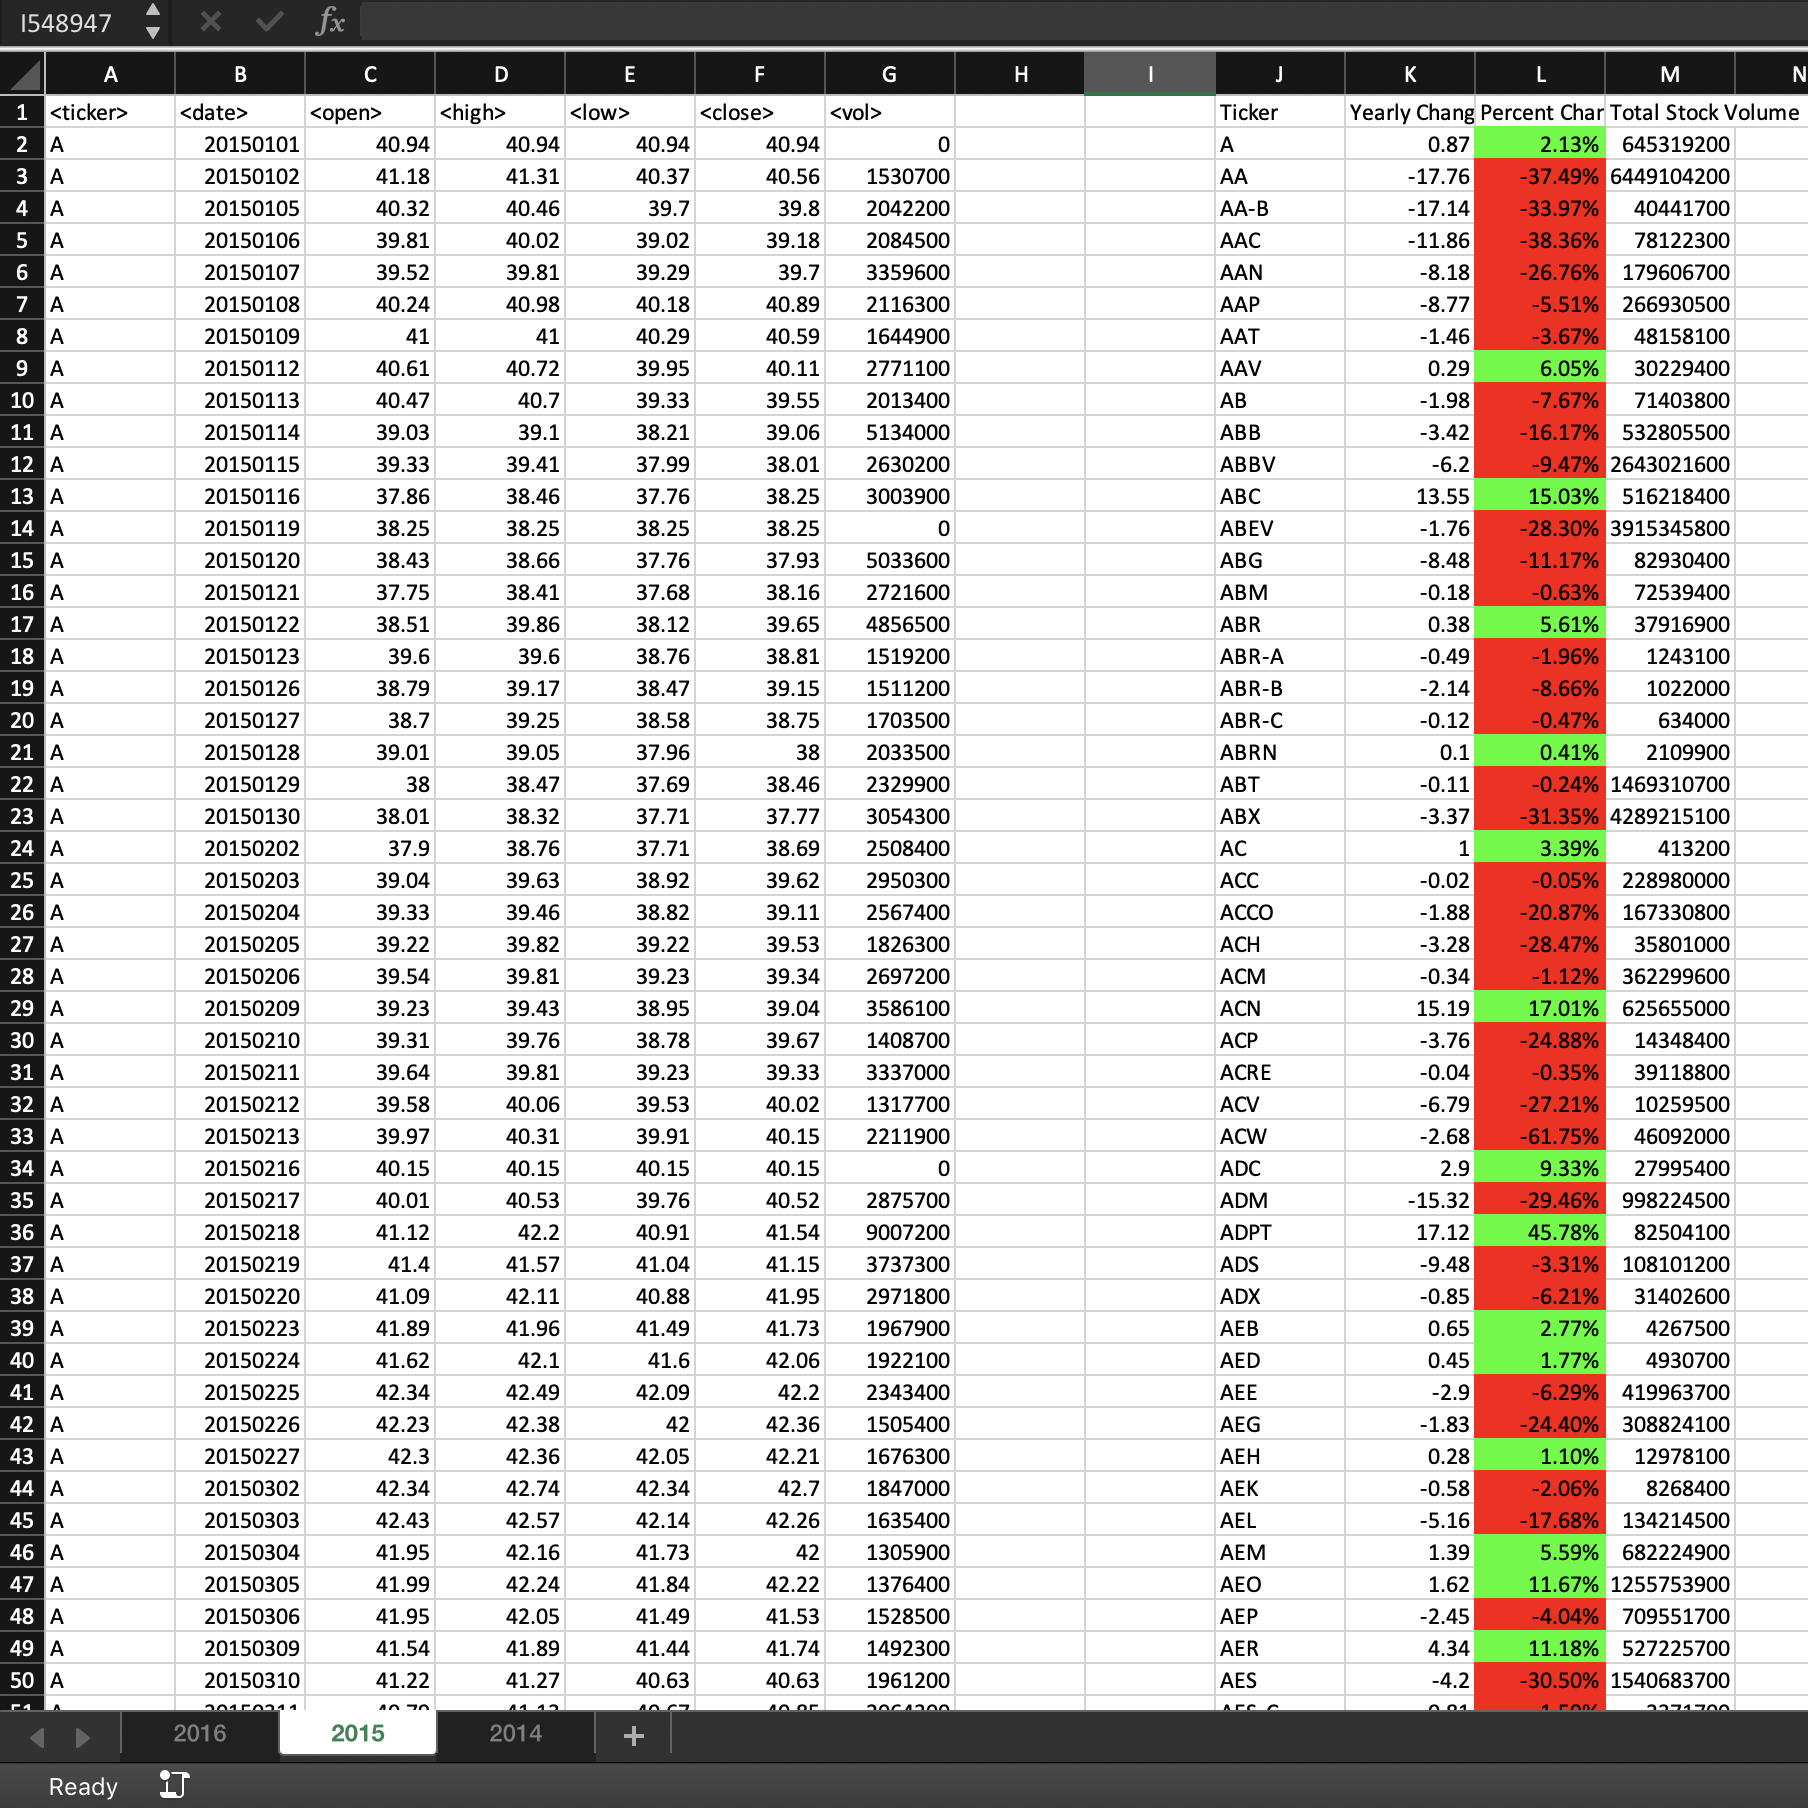 I548947 fx
A B C D E F G H I J K L M N
1 <ticker> <date> <open> <high> <low> <close> <vol> Ticker Yearly Chang Percent Char Total Stock Volume
2 A 20150101 40.94 40.94 40.94 40.94 0 A 0.87 2.13% 645319200
3 A 20150102 41.18 41.31 40.37 40.56 1530700 AA -17.76 -37.49% 6449104200
4 A 20150105 40.32 40.46 39.7 39.8 2042200 AA-B -17.14 -33.97% 40441700
5 A 20150106 39.81 40.02 39.02 39.18 2084500 AAC -11.86 -38.36% 78122300
6 A 20150107 39.52 39.81 39.29 39.7 3359600 AAN -8.18 -26.76% 179606700
7 A 20150108 40.24 40.98 40.18 40.89 2116300 AAP -8.77 -5.51% 266930500
8 A 20150109 41 41 40.29 40.59 1644900 AAT -1.46 -3.67% 48158100
9 A 20150112 40.61 40.72 39.95 40.11 2771100 AAV 0.29 6.05% 30229400
10 A 20150113 40.47 40.7 39.33 39.55 2013400 AB -1.98 -7.67% 71403800
11 A 20150114 39.03 39.1 38.21 39.06 5134000 ABB -3.42 -16.17% 532805500
12 A 20150115 39.33 39.41 37.99 38.01 2630200 ABBV -6.2 -9.47% 2643021600
13 A 20150116 37.86 38.46 37.76 38.25 3003900 ABC 13.55 15.03% 516218400
14 A 20150119 38.25 38.25 38.25 38.25 0 ABEV -1.76 -28.30% 3915345800
15 A 20150120 38.43 38.66 37.76 37.93 5033600 ABG -8.48 -11.17% 82930400
16 A 20150121 37.75 38.41 37.68 38.16 2721600 ABM -0.18 -0.63% 72539400
17 A 20150122 38.51 39.86 38.12 39.65 4856500 ABR 0.38 5.61% 37916900
18 A 20150123 39.6 39.6 38.76 38.81 1519200 ABR-A -0.49 -1.96% 1243100
19 A 20150126 38.79 39.17 38.47 39.15 1511200 ABR-B -2.14 -8.66% 1022000
20 A 20150127 38.7 39.25 38.58 38.75 1703500 ABR-C -0.12 -0.47% 634000
21 A 20150128 39.01 39.05 37.96 38 2033500 ABRN 0.1 0.41% 2109900
22 A 20150129 38 38.47 37.69 38.46 2329900 ABT -0.11 -0.24% 1469310700
23 A 20150130 38.01 38.32 37.71 37.77 3054300 ABX -3.37 -31.35% 4289215100
24 A 20150202 37.9 38.76 37.71 38.69 2508400 AC 1 3.39% 413200
25 A 20150203 39.04 39.63 38.92 39.62 2950300 ACC -0.02 -0.05% 228980000
26 A 20150204 39.33 39.46 38.82 39.11 2567400 ACCO -1.88 -20.87% 167330800
27 A 20150205 39.22 39.82 39.22 39.53 1826300 ACH -3.28 -28.47% 35801000
28 A 20150206 39.54 39.81 39.23 39.34 2697200 ACM -0.34 -1.12% 362299600
29 A 20150209 39.23 39.43 38.95 39.04 3586100 ACN 15.19 17.01% 625655000
30 A 20150210 39.31 39.76 38.78 39.67 1408700 ACP -3.76 -24.88% 14348400
31 A 20150211 39.64 39.81 39.23 39.33 3337000 ACRE -0.04 -0.35% 39118800
32 A 20150212 39.58 40.06 39.53 40.02 1317700 ACV -6.79 -27.21% 10259500
33 A 20150213 39.97 40.31 39.91 40.15 2211900 ACW -2.68 -61.75% 46092000
34 A 20150216 40.15 40.15 40.15 40.15 0 ADC 2.9 9.33% 27995400
35 A 20150217 40.01 40.53 39.76 40.52 2875700 ADM -15.32 -29.46% 998224500
36 A 20150218 41.12 42.2 40.91 41.54 9007200 ADPT 17.12 45.78% 82504100
37 A 20150219 41.4 41.57 41.04 41.15 3737300 ADS -9.48 -3.31% 108101200
38 A 20150220 41.09 42.11 40.88 41.95 2971800 ADX -0.85 -6.21% 31402600
39 A 20150223 41.89 41.96 41.49 41.73 1967900 AEB 0.65 2.77% 4267500
40 A 20150224 41.62 42.1 41.6 42.06 1922100 AED 0.45 1.77% 4930700
41 A 20150225 42.34 42.49 42.09 42.2 2343400 AEE -2.9 -6.29% 419963700
42 A 20150226 42.23 42.38 42 42.36 1505400 AEG -1.83 -24.40% 308824100
43 A 20150227 42.3 42.36 42.05 42.21 1676300 AEH 0.28 1.10% 12978100
44 A 20150302 42.34 42.74 42.34 42.7 1847000 AEK -0.58 -2.06% 8268400
45 A 20150303 42.43 42.57 42.14 42.26 1635400 AEL -5.16 -17.68% 134214500
46 A 20150304 41.95 42.16 41.73 42 1305900 AEM 1.39 5.59% 682224900
47 A 20150305 41.99 42.24 41.84 42.22 1376400 AEO 1.62 11.67% 1255753900
48 A 20150306 41.95 42.05 41.49 41.53 1528500 AEP -2.45 -4.04% 709551700
49 A 20150309 41.54 41.89 41.44 41.74 1492300 AER 4.34 11.18% 527225700
50 A 20150310 41.22 41.27 40.63 40.63 1961200 AES -4.2 -30.50% 1540683700
2016 2015 2014 +
Ready